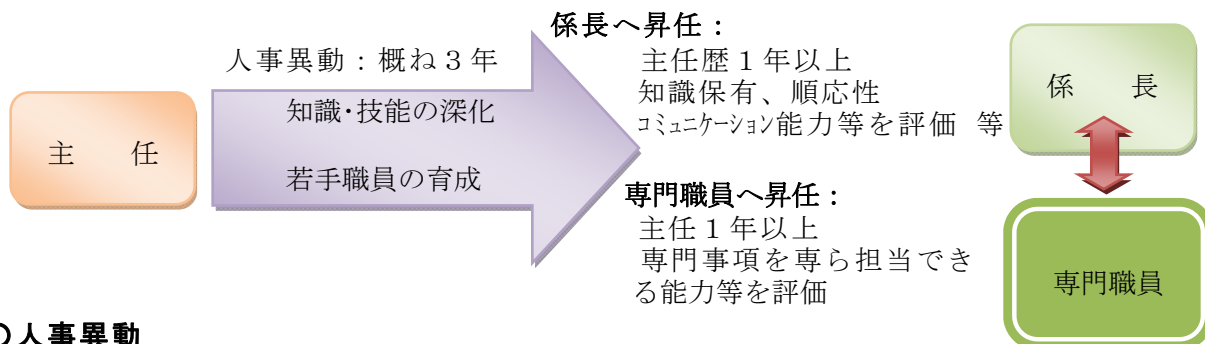 係長へ昇任：
人事異動：概ね３年
主任歴１年以上
知識保有、順応性
ｺﾐｭﾆｹｰｼｮﾝ能力等を評価 等
係　長
知識・技能の深化
主　任
若手職員の育成
専門職員へ昇任：
主任１年以上
専門事項を専ら担当でき
る能力等を評価
専門職員
の人事異動